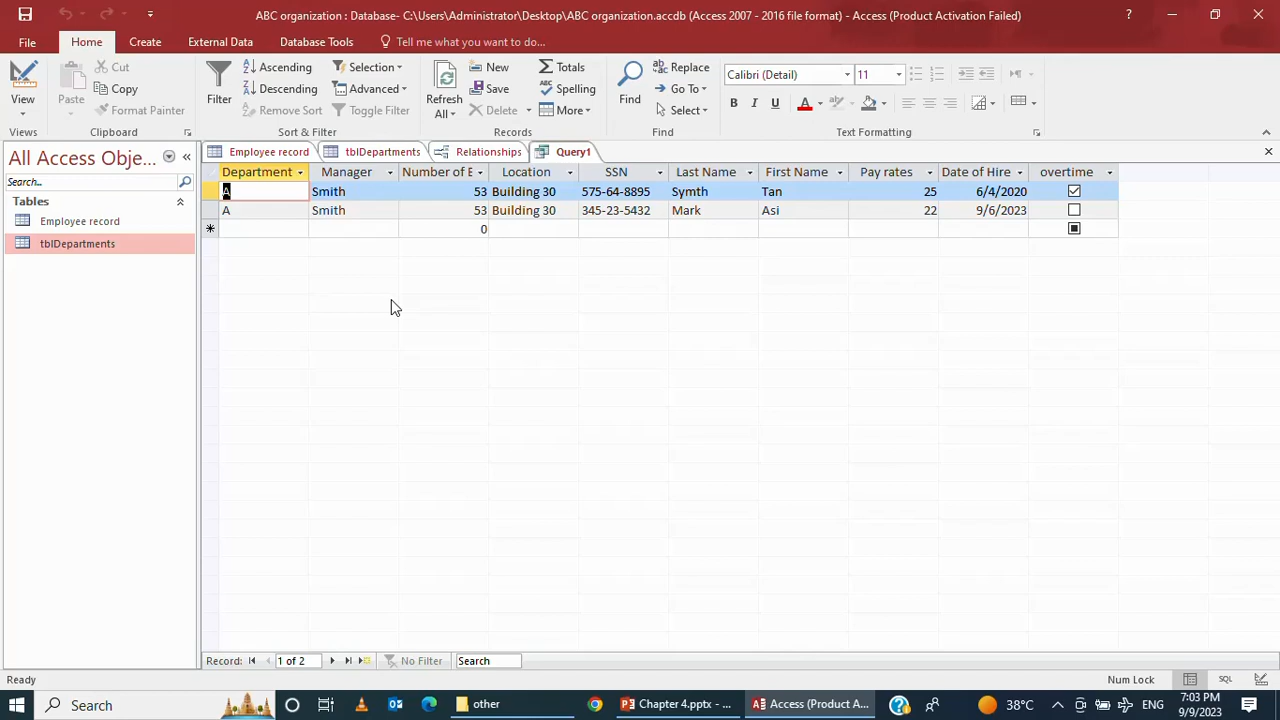 ABC organization : Database- C:\Users\Administrator\Desktop\ABC organization.accdb (Access 2007 - 2016 file format) - Access (Product Activation Failed)
File Home Create External Data Database Tools Tell me what you want to do...
View
Views
Paste
Cut
Copy
Format Painter
Clipboard
Filter
Ascending
Descending
Remove Sort
Selection
Advanced
Toggle Filter
Sort & Filter
Refresh
All
New
Save
Delete
Totals
Spelling
More
Records
Find
Replace
Go To
Select
Find
Calibri (Detail) 11
B I U A
Text Formatting
All Access Obje...
Search...
Tables
Employee record
tblDepartments
Employee record tblDepartments Relationships Query1
Department Manager Number of E Location SSN Last Name First Name Pay rates Date of Hire overtime
A Smith 53 Building 30 575-64-8895 Symth Tan 25 6/4/2020
A Smith 53 Building 30 345-23-5432 Mark Asi 22 9/6/2023
0
Record: 1 of 2 No Filter Search
Ready Num Lock SQL
Search other Chapter 4.pptx - ... Access (Product A... 38°C 7:03 PM
9/9/2023